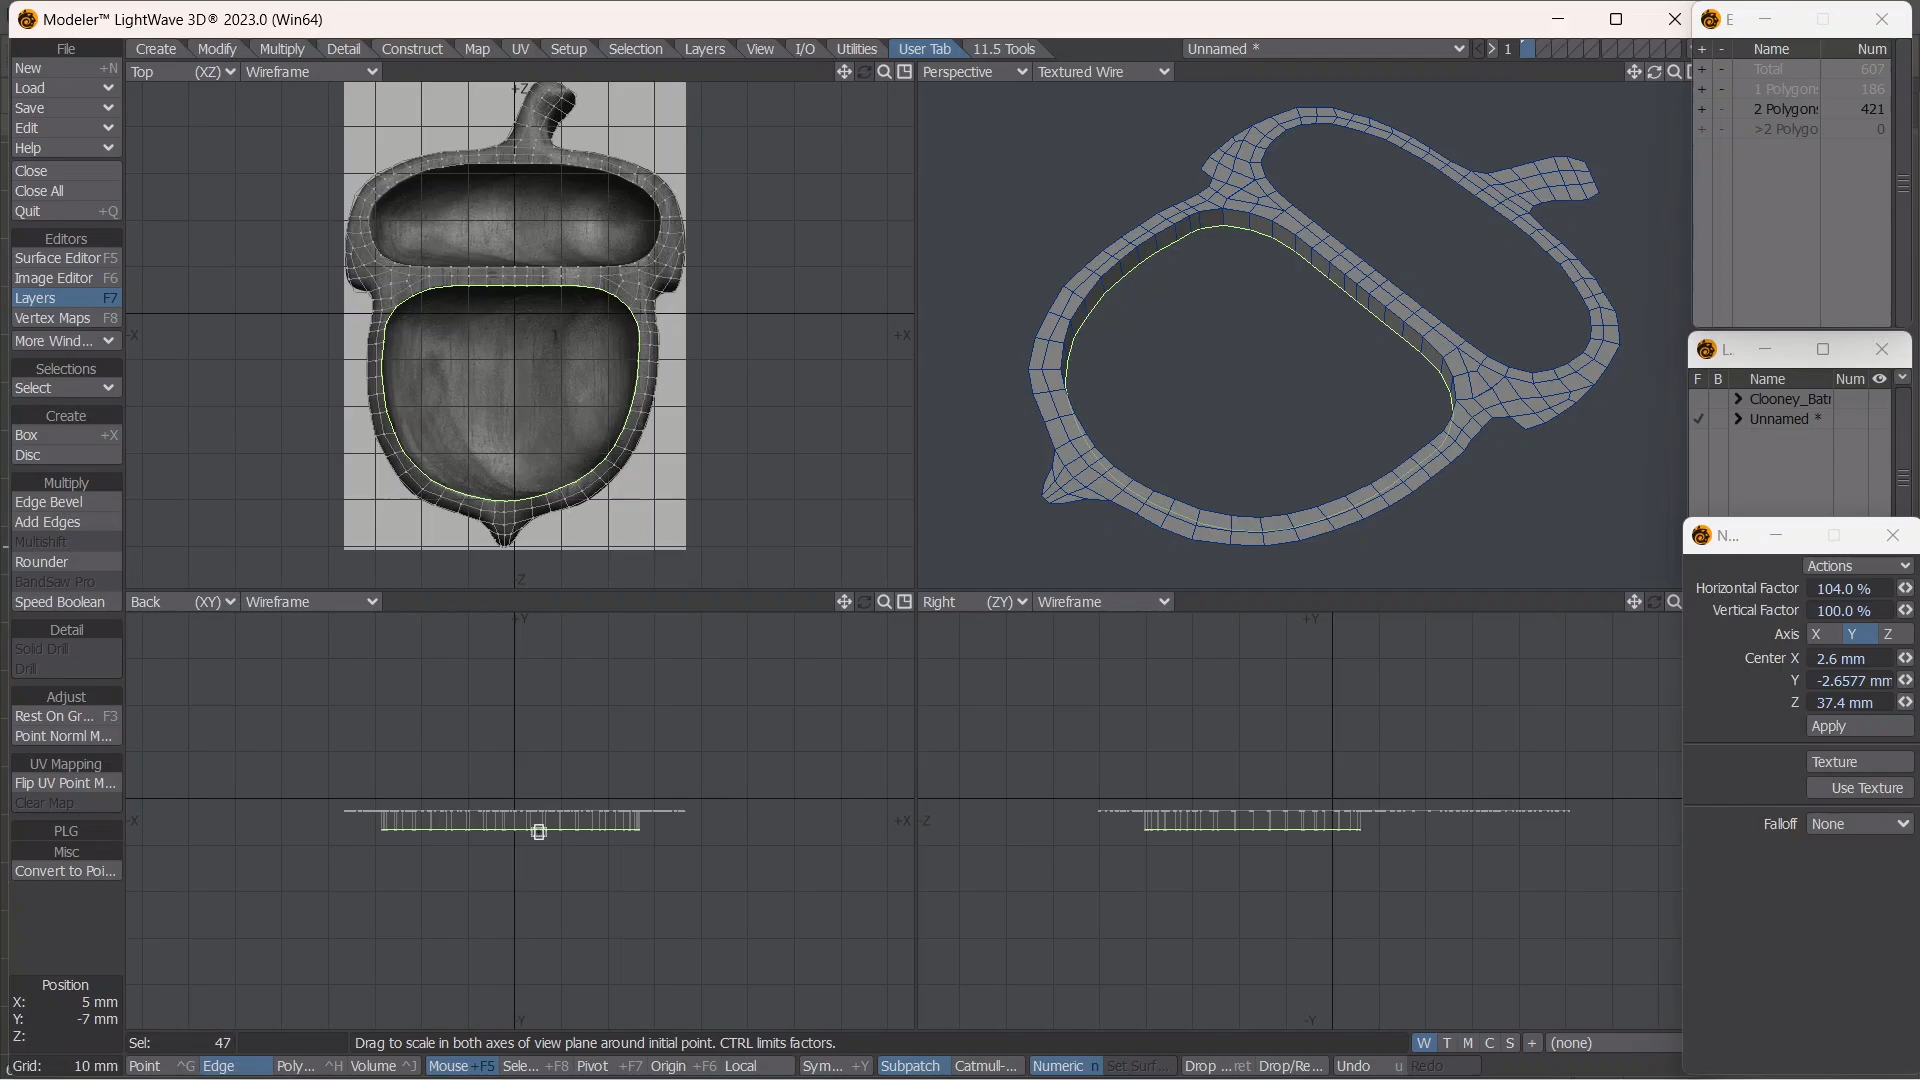 Modeler™ LightWave 3D® 2023.0 (Win64)
File
New +N
Load
Save
Edit
Help
Close
Close All
Quit +Q
Editors
Surface Editor F5
Image Editor F6
Layers F7
Vertex Maps F8
More Wind...
Selections
Select
Create
Box +X
Disc
Multiply
Edge Bevel
Add Edges
Multishift
Rounder
BandSaw Pro
Speed Boolean
Detail
Solid Drill
Drill
Adjust
Rest On Gr... F3
Point Norml M...
UV Mapping
Flip UV Point M...
Clear Map
PLG
Misc
Convert to Poi...
Position
X: 5 mm
Y: -7 mm
Z:
Grid: 10 mm
Create Modify Multiply Detail Construct Map UV Setup Selection Layers View I/O Utilities User Tab 11.5 Tools Unnamed * 1
Top (XZ) Wireframe
+Z
-X
+X
-Z
Perspective Textured Wire
Back (XY) Wireframe
+Y
-X
+X
-Y
Right (ZY) Wireframe
+Y
-Z
-Y
E
+ - Name Num
+ - Total 607
+ - 1 Polygon: 186
+ - 2 Polygon: 421
+ - >2 Polygo 0
L.
F B Name Num
Clooney_Bat
Unnamed *
N...
Actions
Horizontal Factor 104.0 %
Vertical Factor 100.0 %
Axis X Y Z
Center X 2.6 mm
Y -2.6577 mm
Z 37.4 mm
Apply
Texture
Use Texture
Falloff None
Sel: 47 Drag to scale in both axes of view plane around initial point. CTRL limits factors. W T M C S + (none)
Point ^G Edge Poly... ^H Volume ^J Mouse +F5 Sele... +F8 Pivot +F7 Origin +F6 Local Sym... +Y Subpatch Catmull-... Numeric n Set Surf... Drop ...ret Drop/Re... Undo u Redo